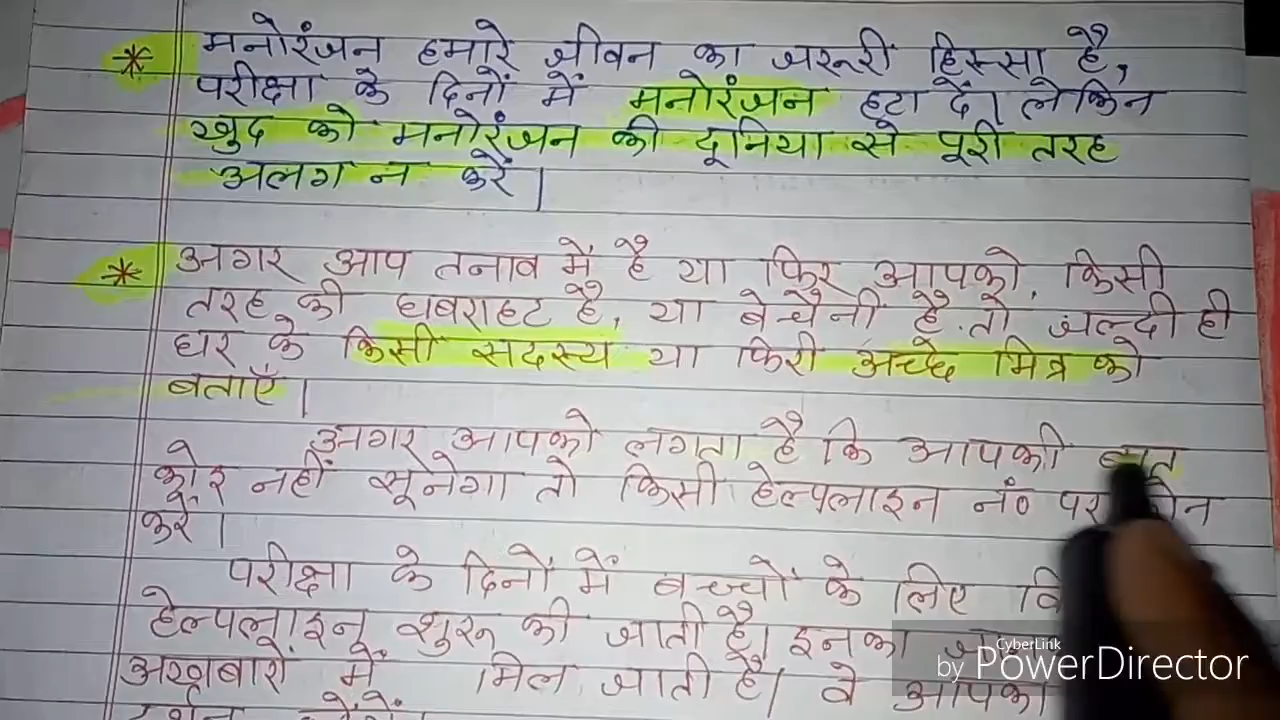 * मनोरंजन हमारे जीवन का जरूरी हिस्सा है,
परीक्षा के दिनों में मनोरंजन हटा दें। लेकिन
खुद को मनोरंजन की दूनिया से पूरी तरह
अलग न करें।
* अगर आप तनाव में है या फिर आपको किसी
तरह की घबराहट है, या बेचैनी है तो जल्दी ही
घर के किसी सदस्य या फिरी अच्छे मित्र को
बताएँ।
अगर आपको लगता है कि आपकी बात
कोइ नहीं सूनेगा तो किसी हेल्पलाइन नं० पर
करें।
परीक्षा के दिनों में बच्चों के लिए
हेल्पलाइन शुरू की जाती है। इनका
अखबारों में मिल जाती है। वे आपका
CyberLink
by PowerDirector